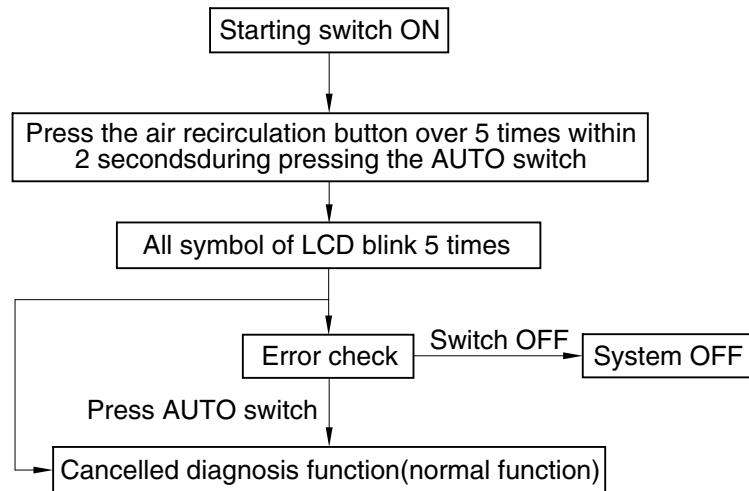 Starting switch ON
Press the air recirculation button over 5 times within
2 secondsduring pressing the AUTO switch
All symbol of LCD blink 5 times
Error check
Switch OFF
System OFF
Press AUTO switch
Cancelled diagnosis function(normal function)